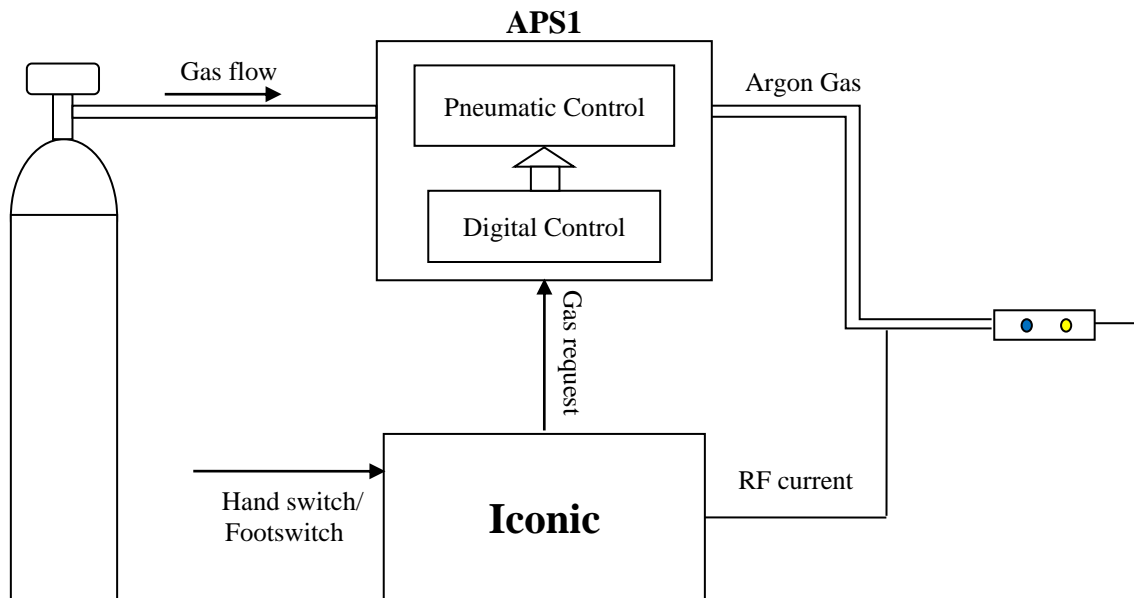 APS1
Gas flow
Pneumatic Control
Argon Gas
Digital Control
Gas request
Hand switch/
Footswitch
Iconic
RF current